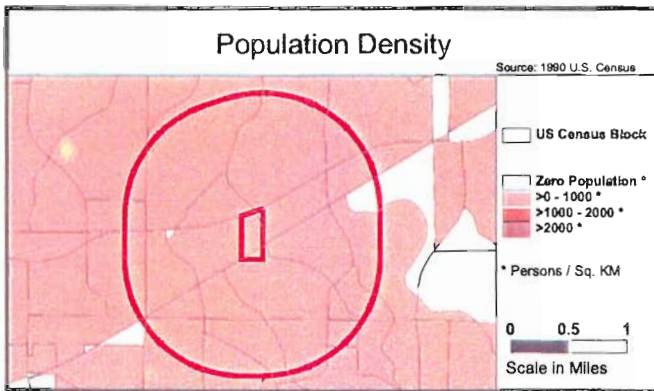 Population Density
Source: 1990 U.S. Census
US Census Block
Zero Population *
>0 - 1000 *
>1000 - 2000 *
>2000 *
* Persons / Sq. KM
0 0.5 1
Scale in Miles